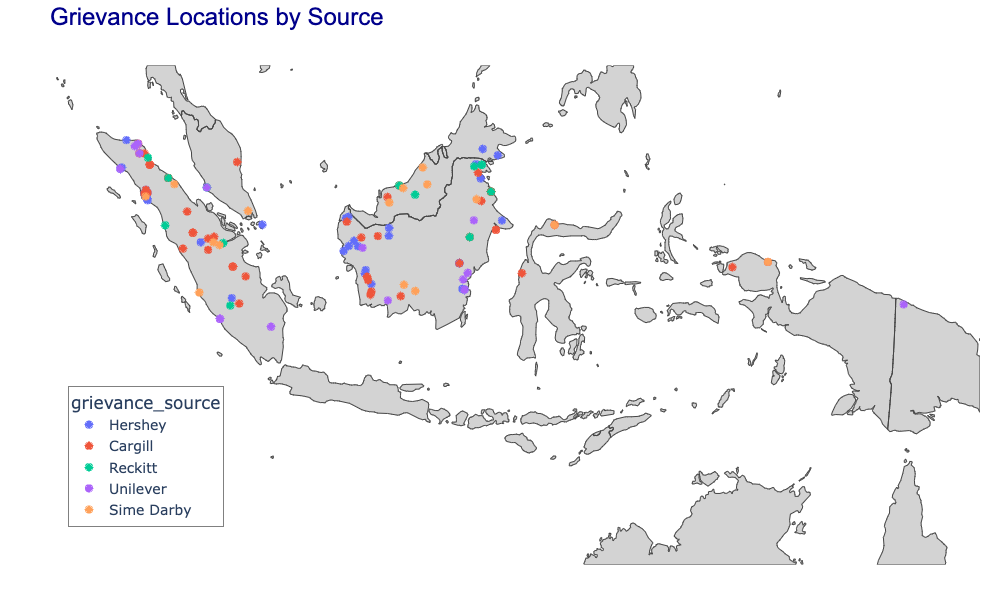 Grievance Locations by Source
grievance_source
Hershey
Cargill
Reckitt
Unilever
Sime Darby